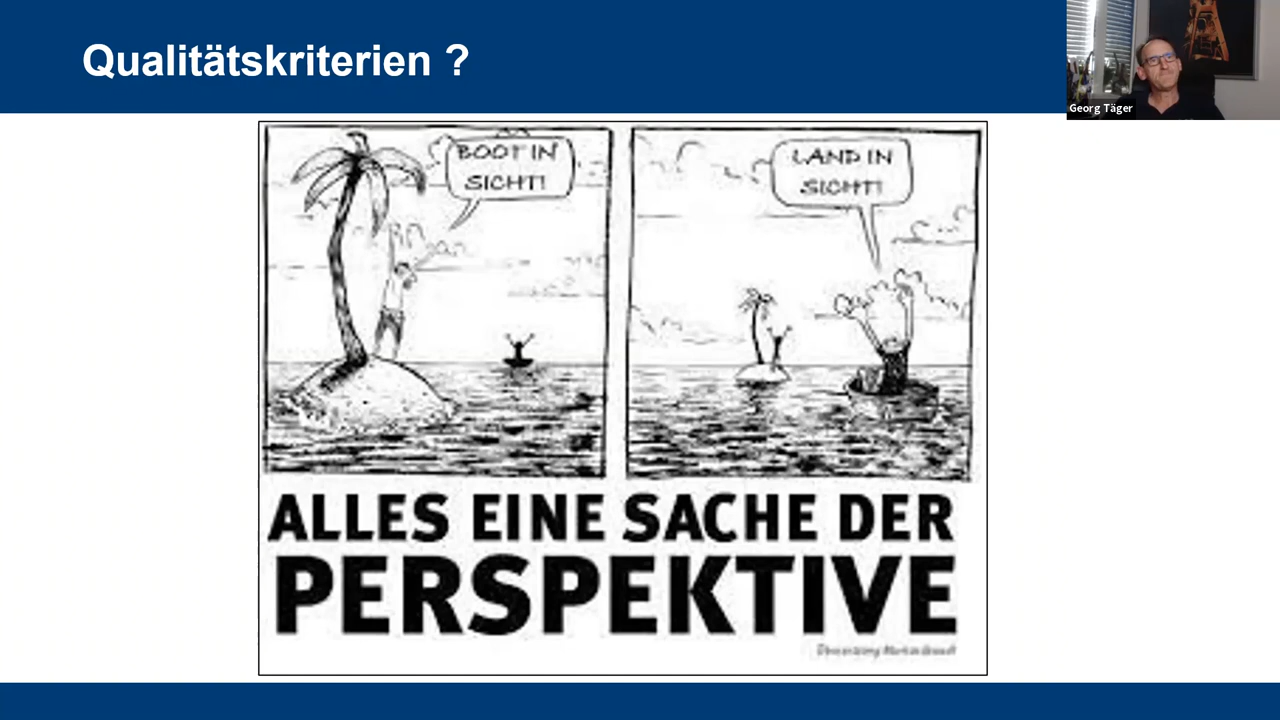 Qualitätskriterien ?
Georg Täger
BOOT IN
SICHT!
LAND IN
SICHT!
ALLES EINE SACHE DER
PERSPEKTIVE